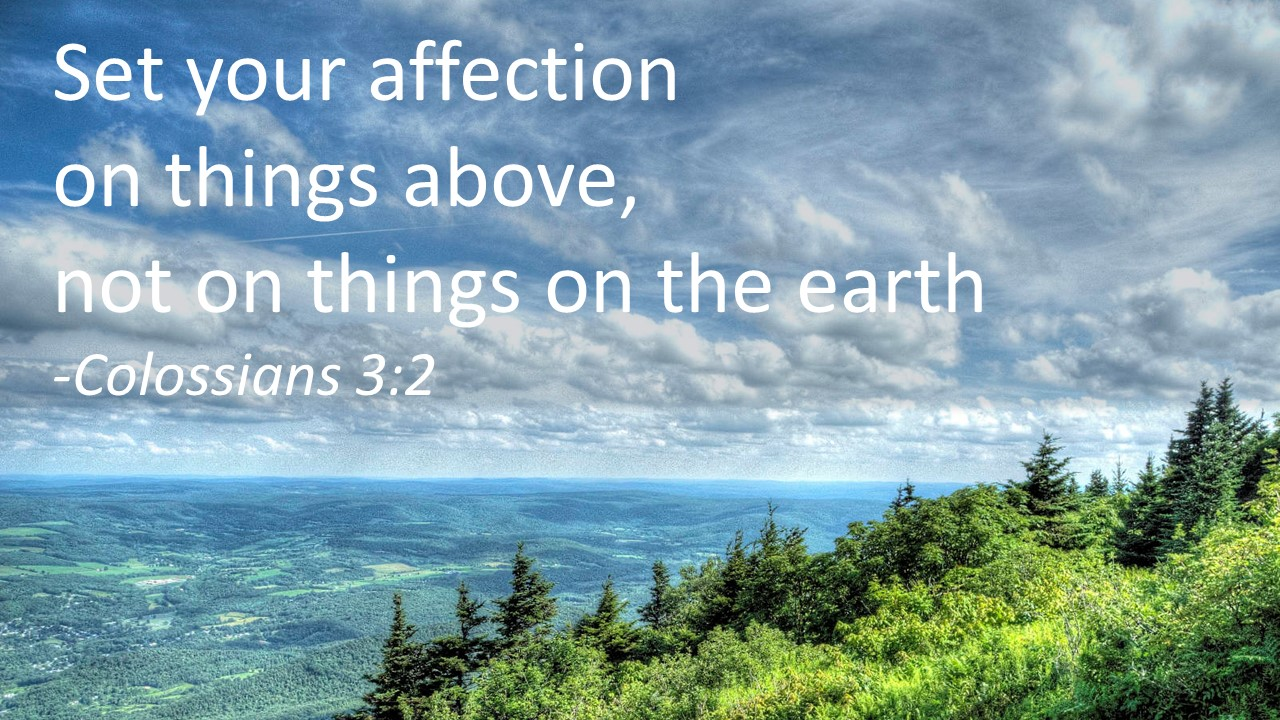 Set your affection
on things above,
not on things on the earth
-Colossians 3:2